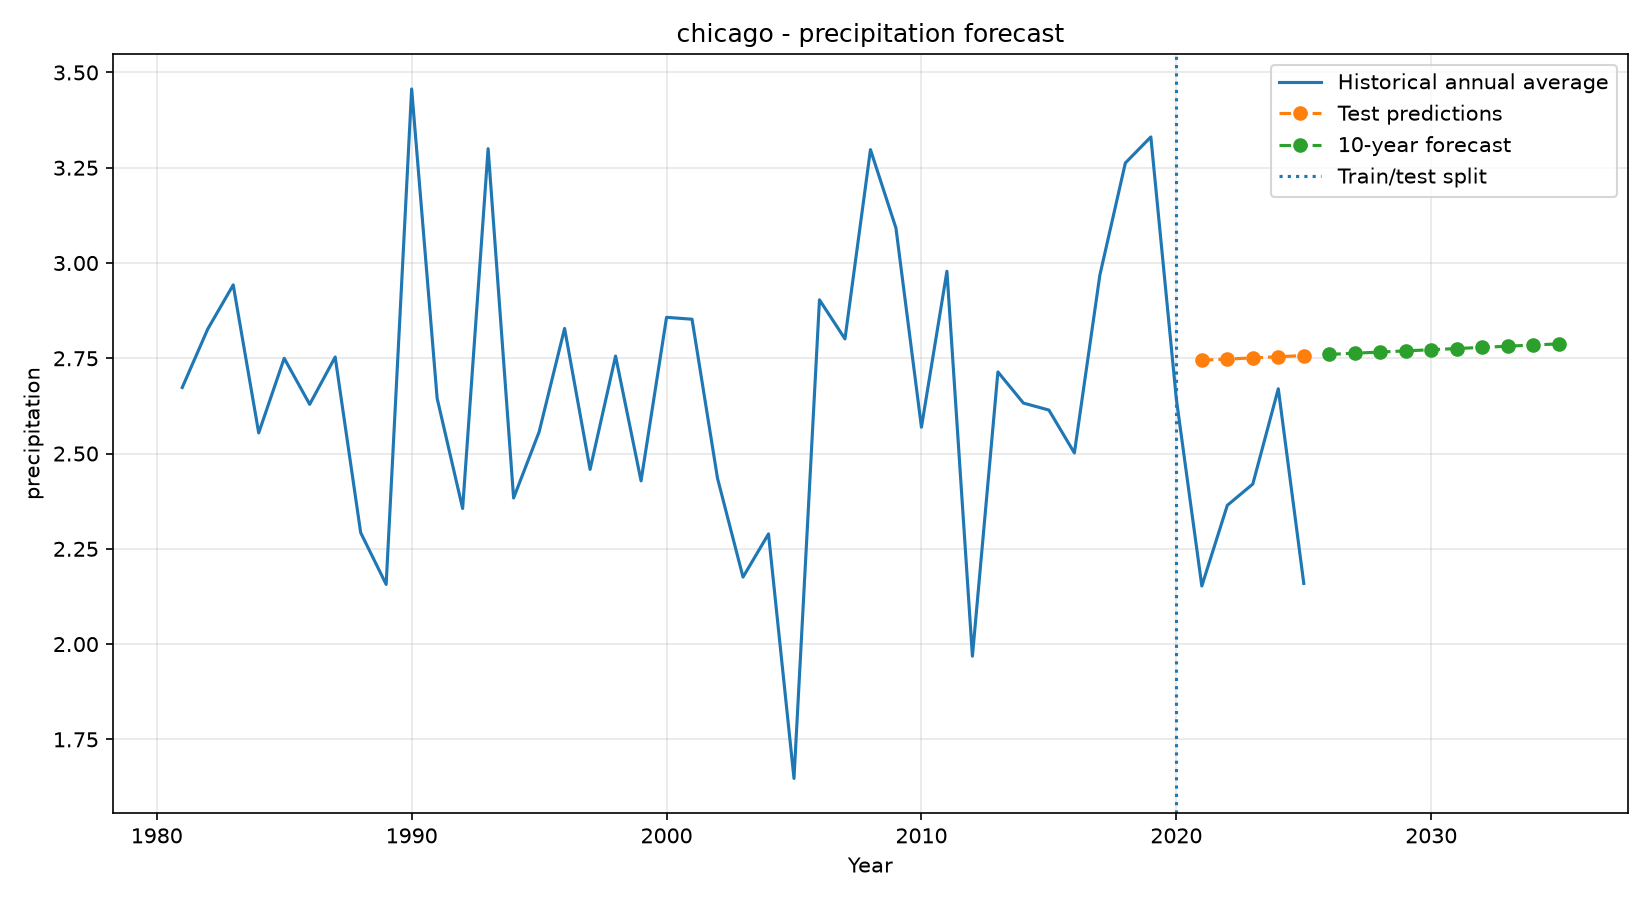 chicago - precipitation forecast
Historical annual average
Test predictions
10-year forecast
Train/test split
3.50
3.25
3.00
2.75
2.50
2.25
2.00
1.75
precipitation
1980 1990 2000 2010 2020 2030
Year